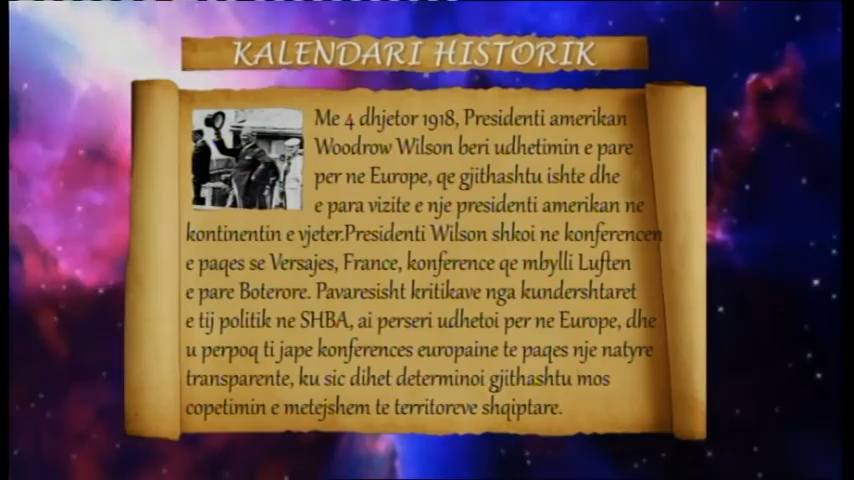 KALENDARI HISTORIK
Me 4 dhjetor 1918, Presidenti amerikan
Woodrow Wilson beri udhetimin e pare
per ne Europe, qe gjithashtu ishte dhe
e para vizite e nje presidenti amerikan ne
kontinentin e vjeter.Presidenti Wilson shkoi ne konferencen
e paqes se Versajes, France, konference qe mbylli Luften
e pare Boterore. Pavaresisht kritikave nga kundershtaret
e tij politik ne SHBA, ai perseri udhetoi per ne Europe, dhe
u perpoq ti jape konferences europaine te paqes nje natyre
transparente, ku sic dihet determinoi gjithashtu mos
copetimin e metejshem te territoreve shqiptare.